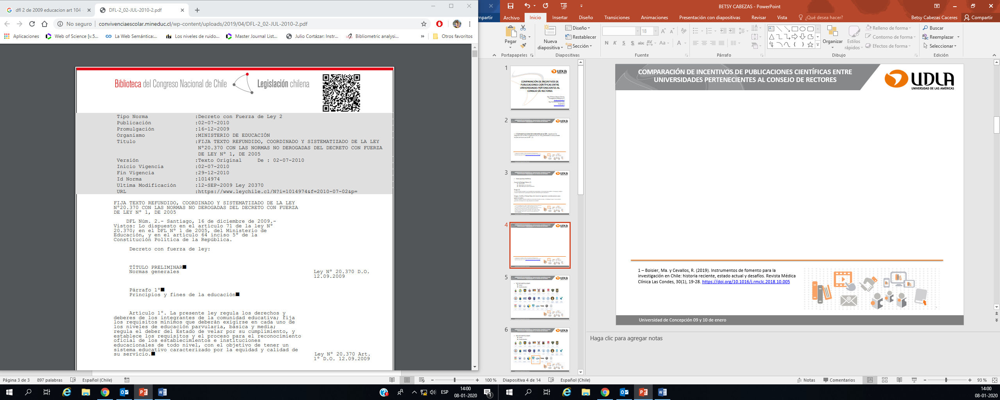 dfl 2 de 2009 educacion art 104
DFL-2_02-JUL-2010-2.pdf
No seguro
convivenciaescolar.mineduc.cl/wp-content/uploads/2019/04/DFL-2_02-JUL-2010-2.pdf
Aplicaciones
Web of Science [v.5...
La Web Semántica:...
Los niveles de ruido...
Master Journal List...
Julio Cortázar: Instr...
Bibliometric analysi...
»
Otros favoritos
Biblioteca del Congreso Nacional de Chile
Legislación chilena
Tipo Norma :Decreto con Fuerza de Ley 2
Publicación :02-07-2010
Promulgación :16-12-2009
Organismo :MINISTERIO DE EDUCACIÓN
Título :FIJA TEXTO REFUNDIDO, COORDINADO Y SISTEMATIZADO DE LA LEY
Nº20.370 CON LAS NORMAS NO DEROGADAS DEL DECRETO CON FUERZA
DE LEY Nº 1, DE 2005
Versión :Texto Original De : 02-07-2010
Inicio Vigencia :02-07-2010
Fin Vigencia :29-12-2010
Id Norma :1014974
Ultima Modificación :12-SEP-2009 Ley 20370
URL :https://www.leychile.cl/N?i=1014974&f=2010-07-02&p=
FIJA TEXTO REFUNDIDO, COORDINADO Y SISTEMATIZADO DE LA LEY
Nº20.370 CON LAS NORMAS NO DEROGADAS DEL DECRETO CON FUERZA
DE LEY Nº 1, DE 2005
DFL Núm. 2.- Santiago, 16 de diciembre de 2009.-
Vistos: Lo dispuesto en el artículo 71 de la ley Nº
20.370; en el DFL Nº 1 de 2005, del Ministerio de
Educación, y en el artículo 64 inciso 5º de la
Constitución Política de la República.
Decreto con fuerza de ley:
TÍTULO PRELIMINAR
Normas generales
Ley Nº 20.370 D.O.
12.09.2009
Párrafo 1º
Principios y fines de la educación
Artículo 1º. La presente ley regula los derechos y
deberes de los integrantes de la comunidad educativa; fija
los requisitos mínimos que deberán exigirse en cada uno de
los niveles de educación parvularia, básica y media;
regula el deber del Estado de velar por su cumplimiento, y
establece los requisitos y el proceso para el reconocimiento
oficial de los establecimientos e instituciones
educacionales de todo nivel, con el objetivo de tener un
sistema educativo caracterizado por la equidad y calidad de
su servicio.
Ley Nº 20.370 Art.
1º D.O. 12.09.2009
Página 3 de 3
897 palabras
Español (Chile)
100 %
mpartir
BETSY CABEZAS - PowerPoint
Archivo
Inicio
Insertar
Diseño
Transiciones
Animaciones
Presentación con diapositivas
Revisar
Vista
¿Qué desea hacer?
Betsy Cabezas Caceres
Compartir
Pegar
Nueva
diapositiva
Diseño
Restablecer
Sección
18
N K S S abc AV Aa A
Organizar
Estilos
rápidos
Relleno de forma
Contorno de forma
Efectos de forma
Buscar
Reemplazar
Seleccionar
Portapapeles
Diapositivas
Fuente
Párrafo
Dibujo
Edición
1
UDLA
COMPARACIÓN DE INCENTIVOS DE
PUBLICACIONES CIENTÍFICAS ENTRE
UNIVERSIDADES PERTENECIENTES AL
CONSEJO DE RECTORES
2
UDLA
3
UDLA
4
UDLA
5
UDLA
6
UDLA
COMPARACIÓN DE INCENTIVOS DE PUBLICACIONES CIENTÍFICAS ENTRE
UNIVERSIDADES PERTENECIENTES AL CONSEJO DE RECTORES
UDLA
UNIVERSIDAD DE LAS AMÉRICAS
1 – Boisier, Ma. y Cevallos, R. (2019). Instrumentos de fomento para la
investigación en Chile: historia reciente, estado actual y desafíos. Revista Médica
Clínica Las Condes, 30(1), 19-28. https://doi.org/10.1016/j.rmclc.2018.10.005
Universidad de Concepción 09 y 10 de enero
Haga clic para agregar notas
Diapositiva 4 de 14
Español (Chile)
Notas
Comentarios
93 %
ESP
14:00
08-01-2020
1
14:00
08-01-2020